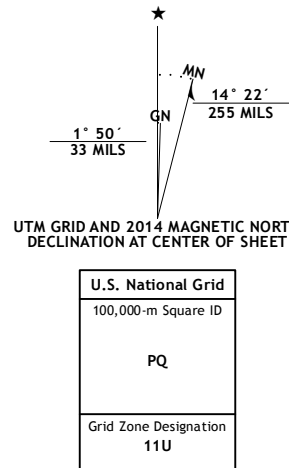 ★
MN
GN
1° 50´
33 MILS
14° 22´
255 MILS
UTM GRID AND 2014 MAGNETIC NORT
DECLINATION AT CENTER OF SHEET
U.S. National Grid
100,000-m Square ID
PQ
Grid Zone Designation
11U